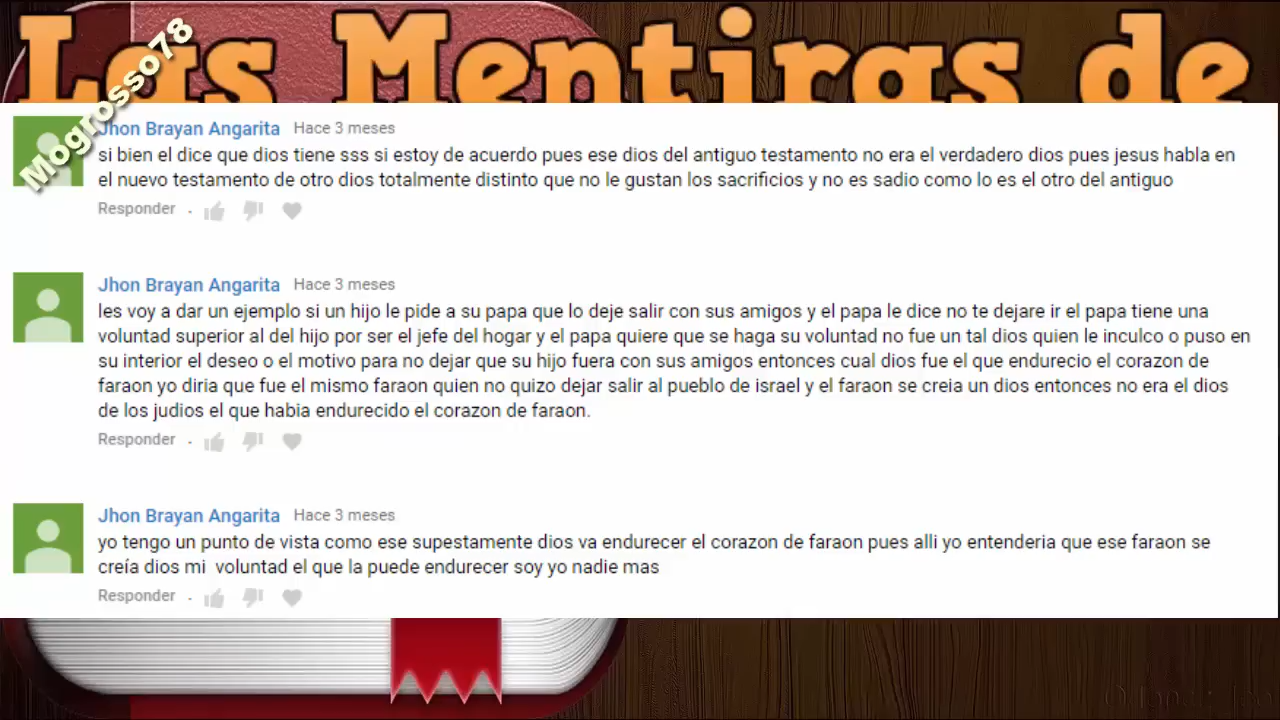 Las Mentiras de
Mogrosso78
Jhon Brayan Angarita Hace 3 meses
si bien el dice que dios tiene sss si estoy de acuerdo pues ese dios del antiguo testamento no era el verdadero dios pues jesus habla en
el nuevo testamento de otro dios totalmente distinto que no le gustan los sacrificios y no es sadio como lo es el otro del antiguo
Responder .
Jhon Brayan Angarita Hace 3 meses
les voy a dar un ejemplo si un hijo le pide a su papa que lo deje salir con sus amigos y el papa le dice no te dejare ir el papa tiene una
voluntad superior al del hijo por ser el jefe del hogar y el papa quiere que se haga su voluntad no fue un tal dios quien le inculco o puso en
su interior el deseo o el motivo para no dejar que su hijo fuera con sus amigos entonces cual dios fue el que endurecio el corazon de
faraon yo diria que fue el mismo faraon quien no quizo dejar salir al pueblo de israel y el faraon se creia un dios entonces no era el dios
de los judios el que habia endurecido el corazon de faraon.
Responder .
Jhon Brayan Angarita Hace 3 meses
yo tengo un punto de vista como ese supestamente dios va endurecer el corazon de faraon pues alli yo entenderia que ese faraon se
creía dios mi voluntad el que la puede endurecer soy yo nadie mas
Responder .